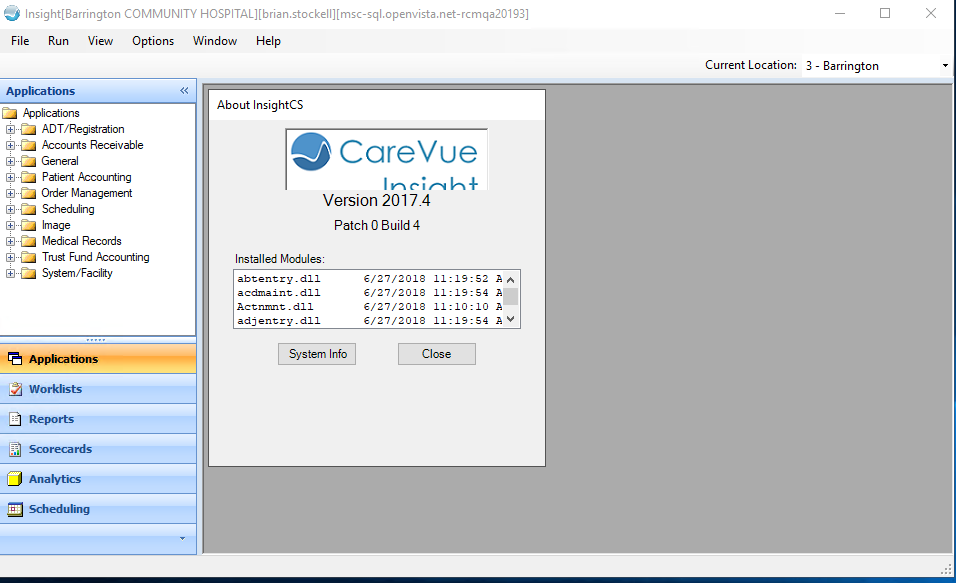 Insight[Barrington COMMUNITY HOSPITAL][brian.stockell][msc-sql.openvista.net-rcmqa20193]
File Run View Options Window Help
Current Location: 3 - Barrington
Applications
Applications
ADT/Registration
Accounts Receivable
General
Patient Accounting
Order Management
Scheduling
Image
Medical Records
Trust Fund Accounting
System/Facility
Applications
Worklists
Reports
Scorecards
Analytics
Scheduling
About InsightCS
CareVue
Insight
Version 2017.4
Patch 0 Build 4
Installed Modules:
abtentry.dll 6/27/2018 11:19:52 A
acdmaint.dll 6/27/2018 11:19:54 A
Actnmnt.dll 6/27/2018 11:10:10 A
adjentry.dll 6/27/2018 11:19:54 A
System Info Close